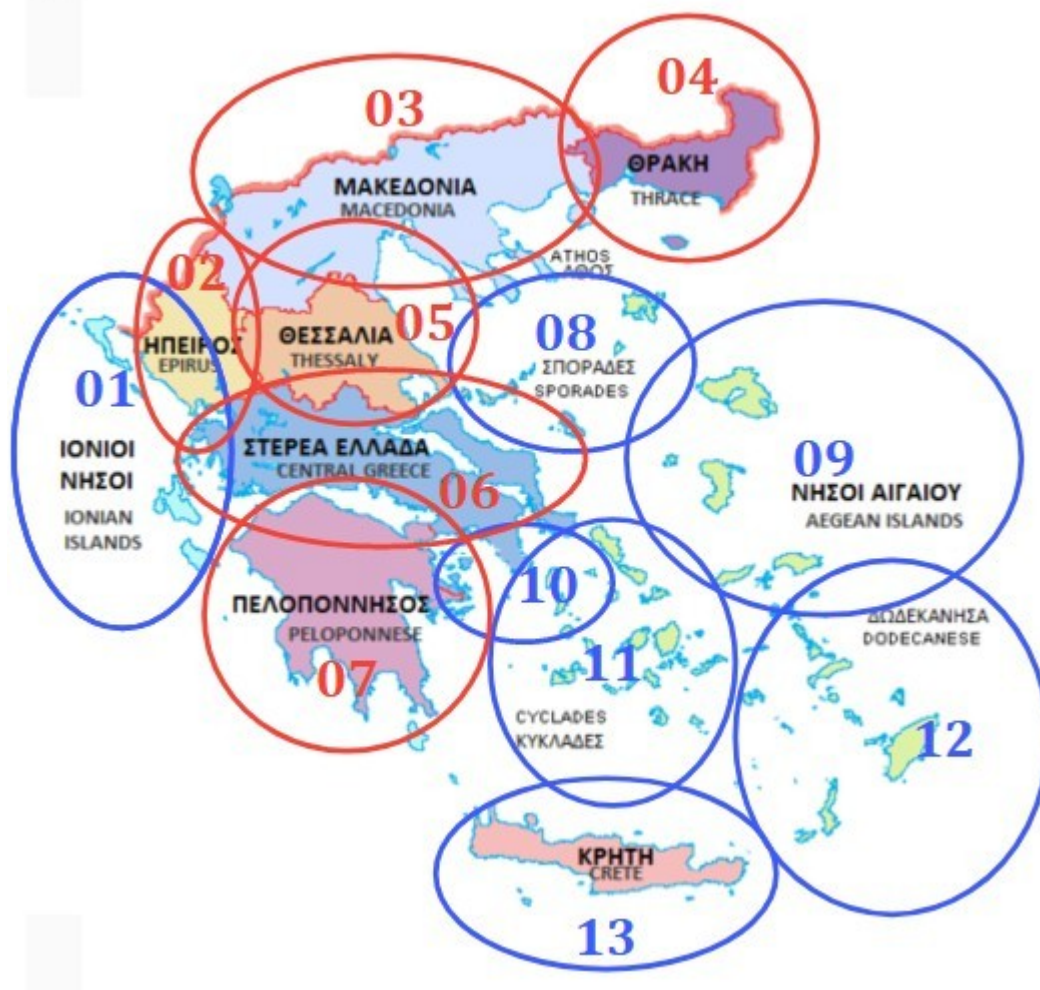 03
04
ΜΑΚΕΔΟΝΙΑ
MACEDONIA
ΘΡΑΚΗ
THRACE
ATHOS
ΑΘΟΣ
02
ΗΠΕΙΡΟΣ
EPIRUS
ΘΕΣΣΑΛΙΑ
THESSALY
05
08
ΣΠΟΡΑΔΕΣ
SPORADES
01
ΙΟΝΙΟΙ
ΝΗΣΟΙ
IONIAN
ISLANDS
ΣΤΕΡΕΑ ΕΛΛΑΔΑ
CENTRAL GREECE
06
09
ΝΗΣΟΙ ΑΙΓΑΙΟΥ
AEGEAN ISLANDS
10
ΠΕΛΟΠΟΝΝΗΣΟΣ
PELOPONNESE
07
11
CYCLADES
ΚΥΚΛΑΔΕΣ
ΔΩΔΕΚΑΝΗΣΑ
DODECANESE
12
ΚΡΗΤΗ
CRETE
13